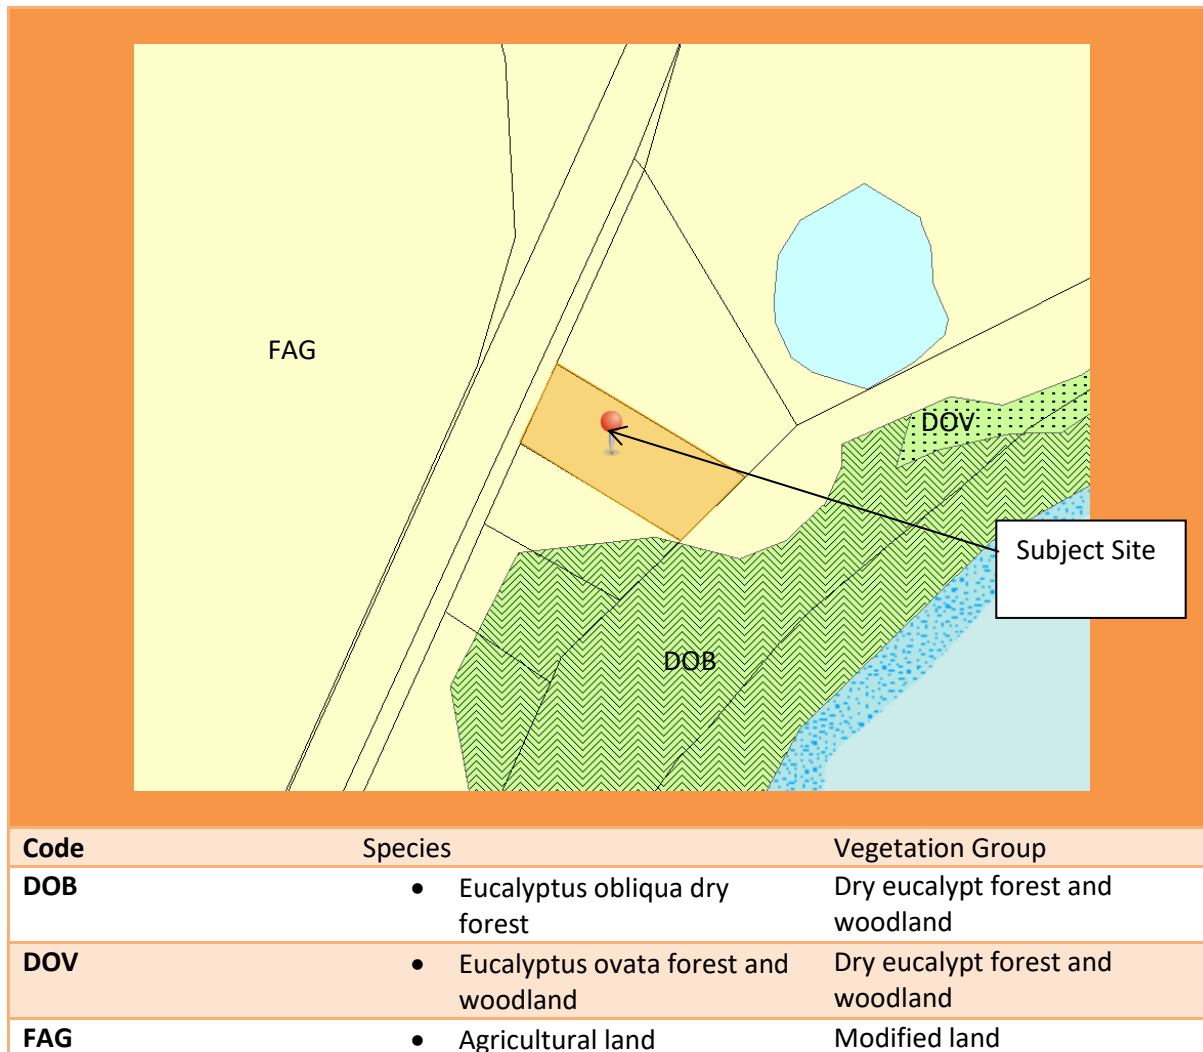 FAG
DOV
Subject Site
DOB
Code Species Vegetation Group
DOB • Eucalyptus obliqua dry Dry eucalypt forest and
forest woodland
DOV • Eucalyptus ovata forest and Dry eucalypt forest and
woodland woodland
FAG • Agricultural land Modified land